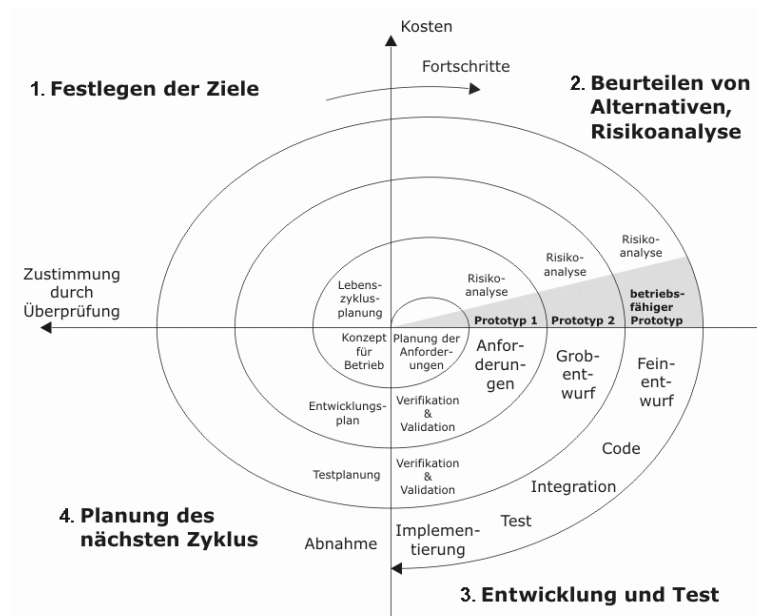 Kosten
Fortschritte
1. Festlegen der Ziele
2. Beurteilen von
Alternativen,
Risikoanalyse
Zustimmung
durch
Überprüfung
Lebens-
zyklus-
planung
Risiko-
analyse
Risiko-
analyse
Risiko-
analyse
Prototyp 1
Prototyp 2
betriebs-
fähiger
Prototyp
Konzept
für
Betrieb
Planung der
Anforder-
ungen
Anfor-
derun-
gen
Grob-
ent-
wurf
Fein-
ent-
wurf
Entwicklungs-
plan
Verifikation
&
Validation
Code
Testplanung
Verifikation
&
Validation
Integration
Test
4. Planung des
nächsten Zyklus
Abnahme
Implemen-
tierung
3. Entwicklung und Test